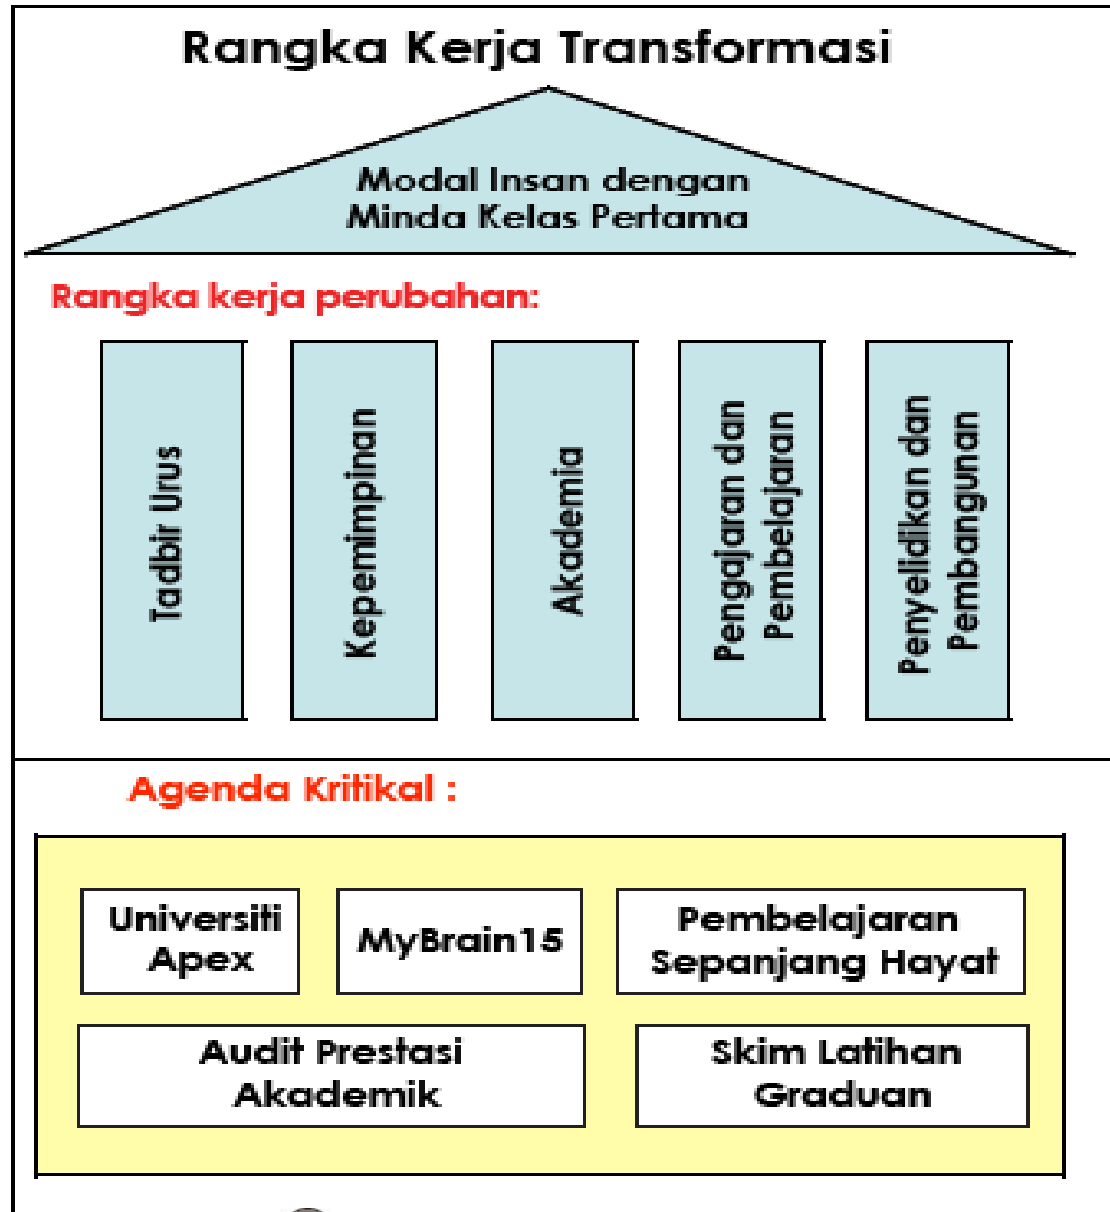 Rangka Kerja Transformasi
Modal Insan dengan
Minda Kelas Pertama
Rangka kerja perubahan:
Tadbir Urus
Kepemimpinan
Akademia
Pengajaran dan
Pembelajaran
Penyelidikan dan
Pembangunan
Agenda Kritikal :
Universiti
Apex
MyBrain15
Pembelajaran
Sepanjang Hayat
Audit Prestasi
Akademik
Skim Latihan
Graduan